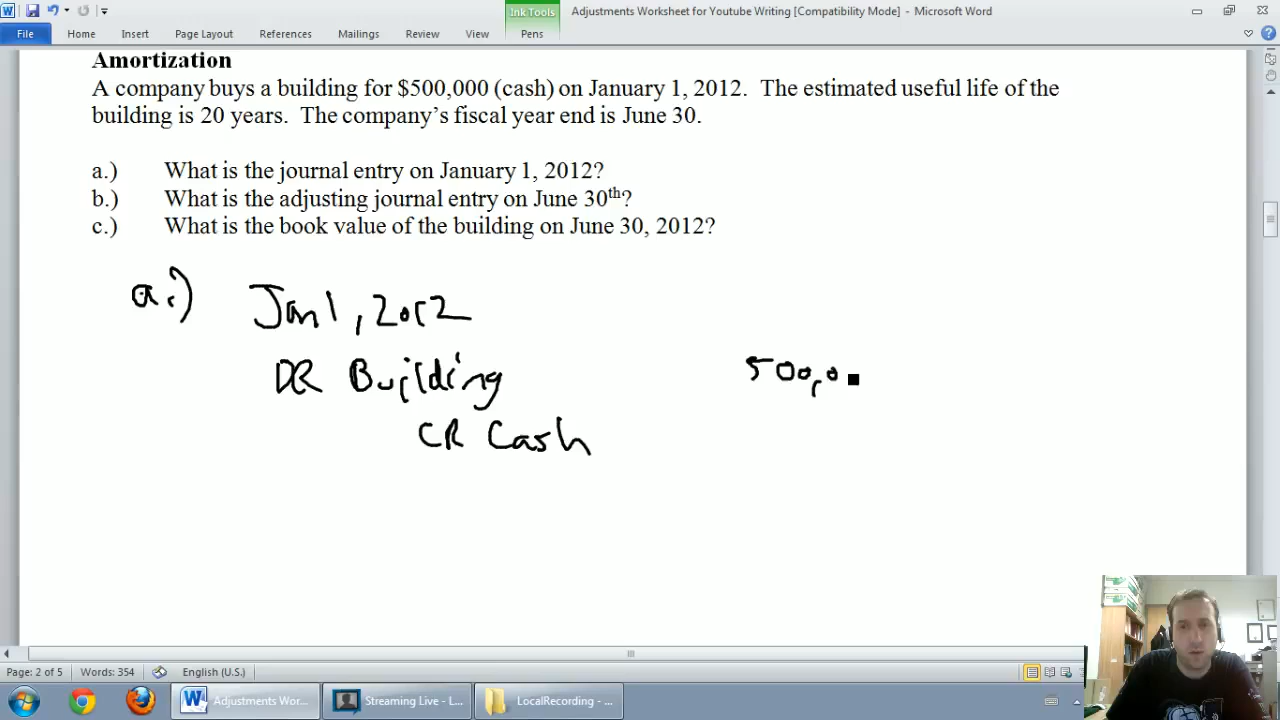 Ink Tools
Adjustments Worksheet for Youtube Writing [Compatibility Mode] - Microsoft Word
File Home Insert Page Layout References Mailings Review View Pens
Amortization
A company buys a building for $500,000 (cash) on January 1, 2012. The estimated useful life of the
building is 20 years. The company's fiscal year end is June 30.
a.) What is the journal entry on January 1, 2012?
b.) What is the adjusting journal entry on June 30th?
c.) What is the book value of the building on June 30, 2012?
a.) Jan 1, 2012
DR Building 500,0
CR Cash
Page: 2 of 5 Words: 354 English (U.S.)
Adjustments Wor... Streaming Live - L... LocalRecording - ...